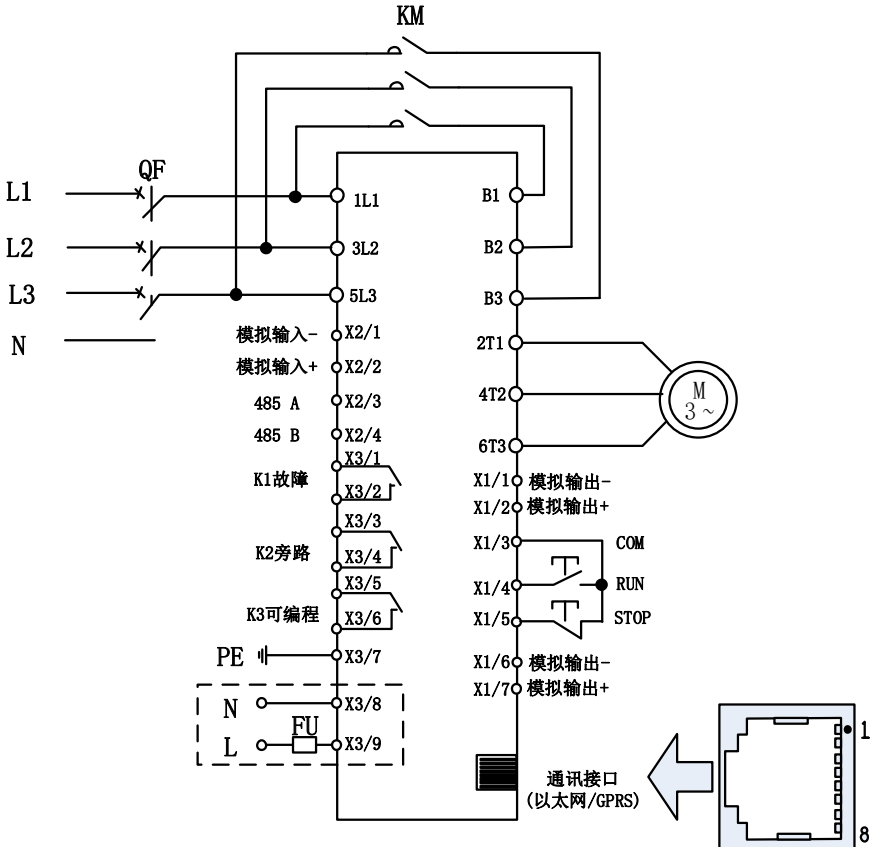 KM
QF
L1
L2
L3
N
1L1
3L2
5L3
模拟输入- X2/1
模拟输入+ X2/2
485 A X2/3
485 B X2/4
X3/1
K1故障
X3/2
X3/3
K2旁路
X3/4
X3/5
K3可编程
X3/6
PE X3/7
N X3/8
FU
L X3/9
B1
B2
B3
2T1
4T2
6T3
M
3~
X1/1 模拟输出-
X1/2 模拟输出+
X1/3 COM
X1/4 RUN
X1/5 STOP
X1/6 模拟输出-
X1/7 模拟输出+
通讯接口
(以太网/GPRS)
1
8